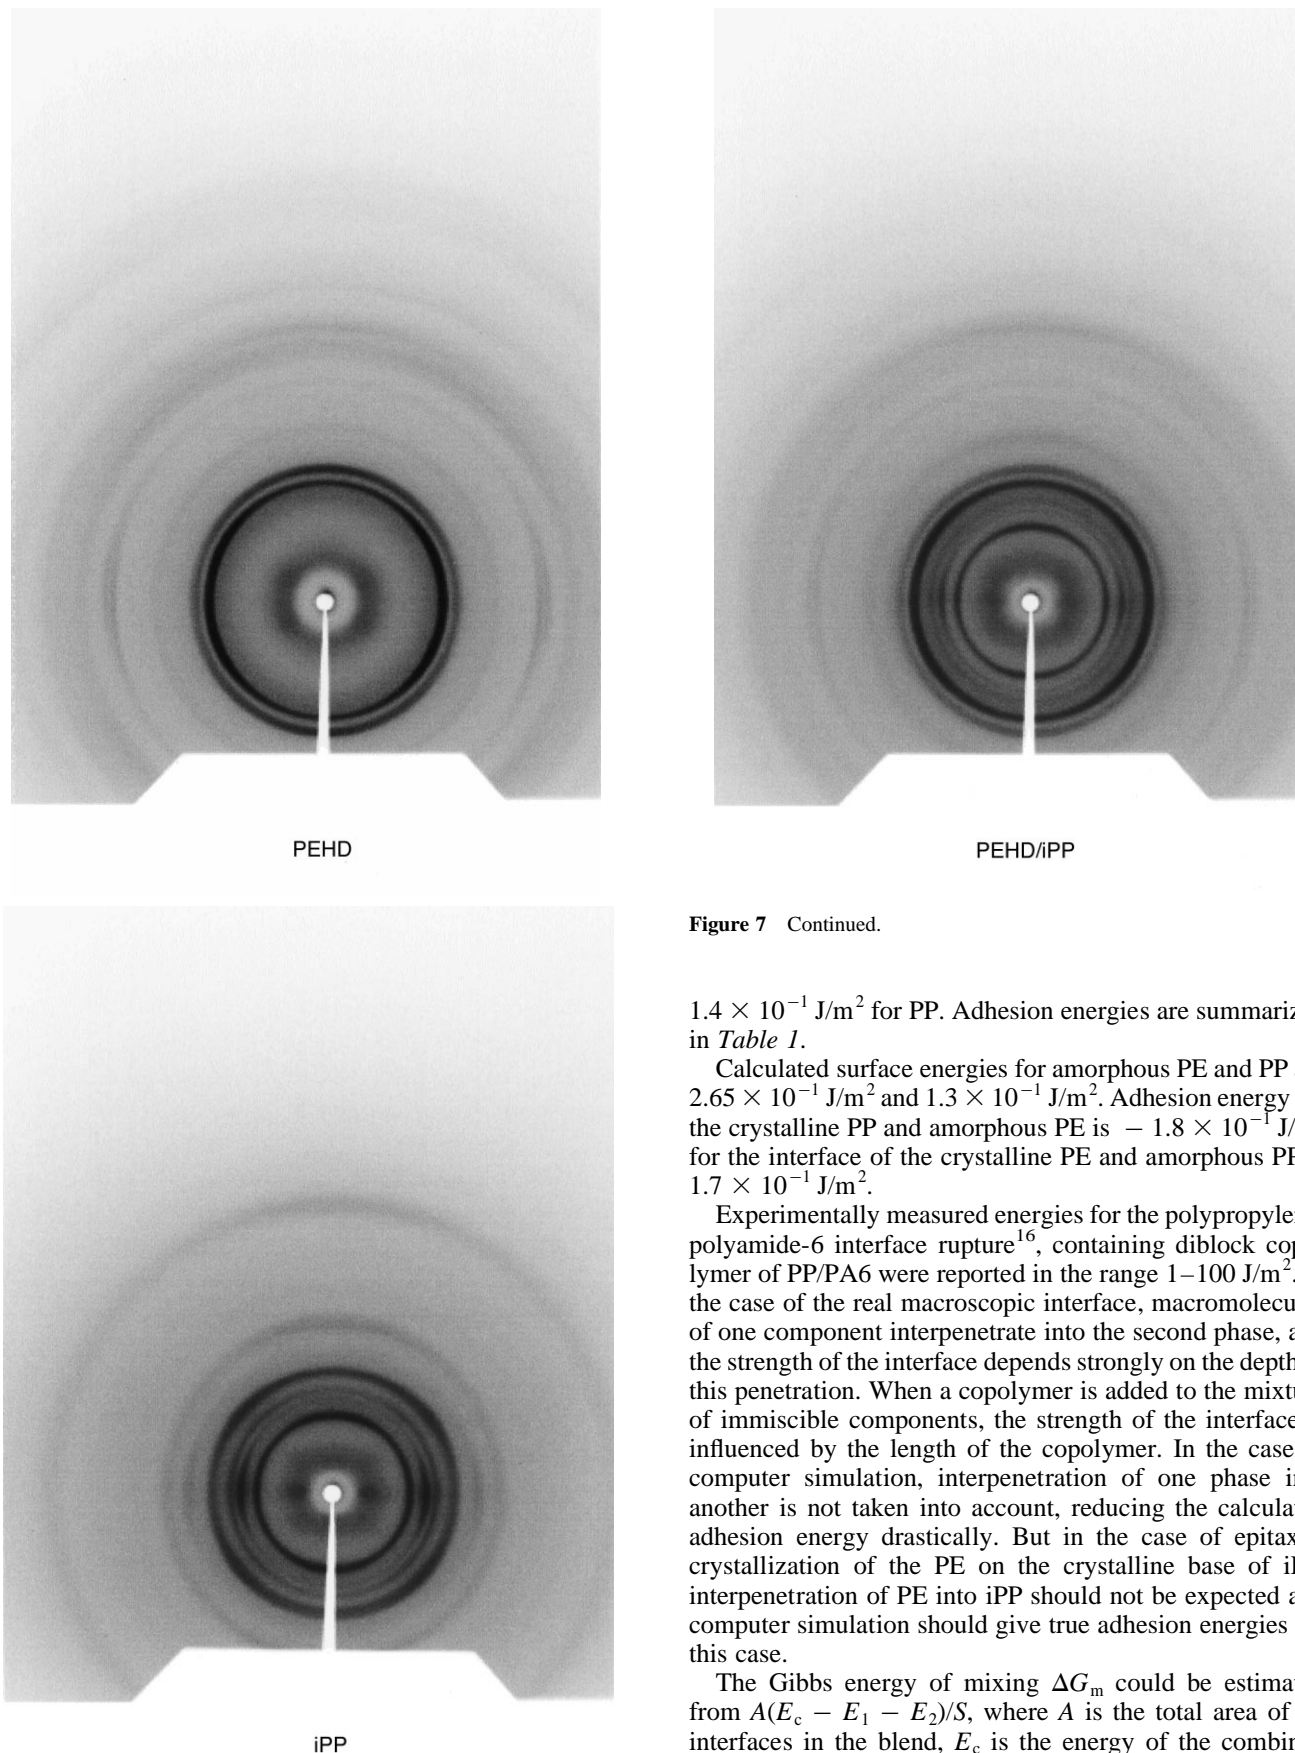 PEHD
PEHD/iPP
iPP
Figure 7 Continued.
1.4 × 10⁻¹ J/m² for PP. Adhesion energies are
in Table 1.
Calculated surface energies for amorphous PE and PP
2.65 × 10⁻¹ J/m² and 1.3 × 10⁻¹ J/m². Adhesion energy
the crystalline PP and amorphous PE is − 1.8 × 10⁻¹ J/
for the interface of the crystalline PE and amorphous
1.7 × 10⁻¹ J/m².
Experimentally measured energies for the
polyamide-6 interface rupture¹⁶, containing diblock cop
lymer of PP/PA6 were reported in the range 1–100 J/m².
the case of the real macroscopic interface, macromolecu
of one component interpenetrate into the second phase, a
the strength of the interface depends strongly on the depth
this penetration. When a copolymer is added to the mixtu
of immiscible components, the strength of the interface
influenced by the length of the copolymer. In the case
computer simulation, interpenetration of one phase in
another is not taken into account, reducing the calculat
adhesion energy drastically. But in the case of epitax
crystallization of the PE on the crystalline base of
interpenetration of PE into iPP should not be expected a
computer simulation should give true adhesion energies
this case.
The Gibbs energy of mixing ΔGₘ could be estimat
from A(E_c − E₁ − E₂)/S, where A is the total area of
interfaces in the blend, E_c is the energy of the combin